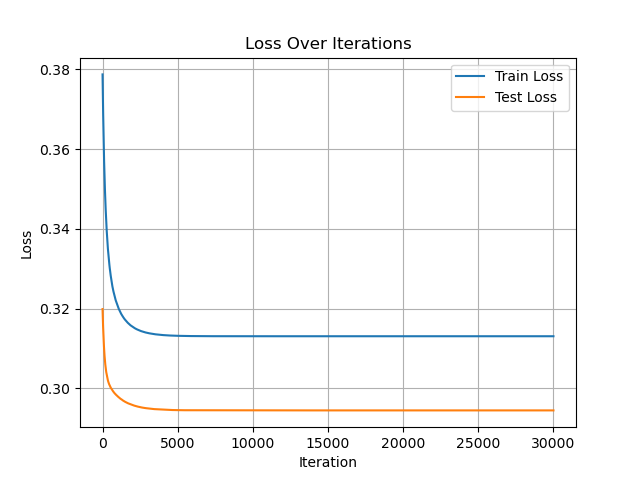 Loss Over Iterations
Train Loss
Test Loss
0.38
0.36
0.34
0.32
0.30
Loss
0 5000 10000 15000 20000 25000 30000
Iteration